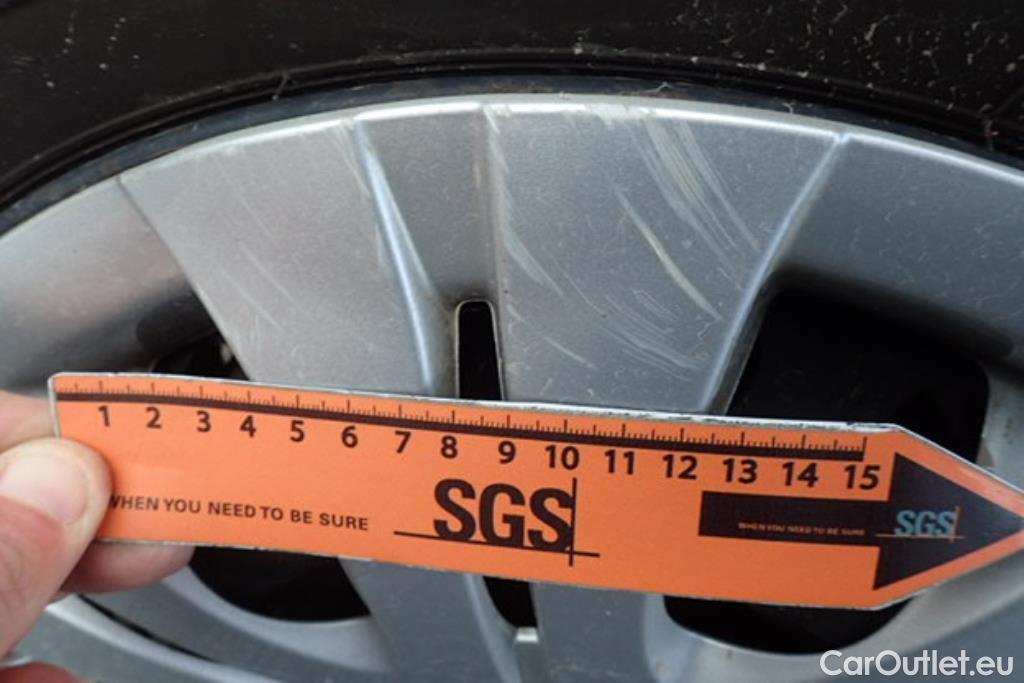 1 2 3 4 5 6 7 8 9 10 11 12 13 14 15
WHEN YOU NEED TO BE SURE
SGS
WHEN YOU NEED TO BE SURE
SGS
CarOutlet.eu